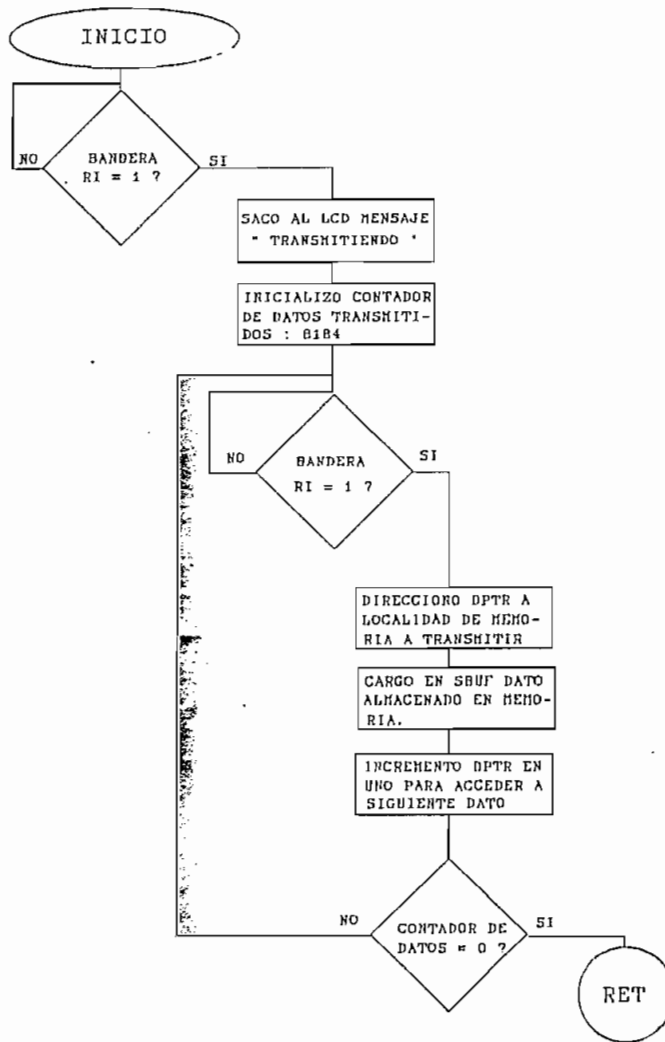 INICIO
BANDERA
RI = 1 ?
NO
SI
SACO AL LCD MENSAJE
" TRANSMITIENDO "
INICIALIZO CONTADOR
DE DATOS TRANSMITI-
DOS : 8184
BANDERA
RI = 1 ?
NO
SI
DIRECCIONO DPTR A
LOCALIDAD DE MEMO-
RIA A TRANSMITIR
CARGO EN SBUF DATO
ALMACENADO EN MEMO-
RIA.
INCREMENTO DPTR EN
UNO PARA ACCEDER A
SIGUIENTE DATO
NO
CONTADOR DE
DATOS = 0 ?
SI
RET